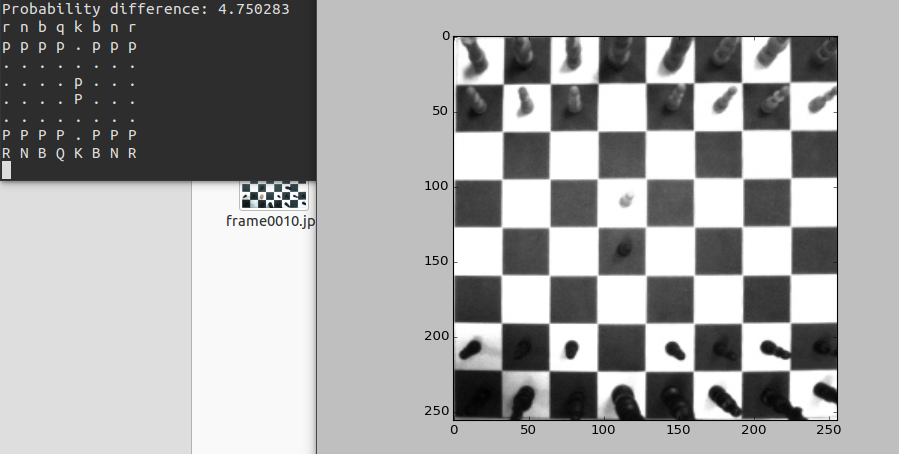 Probability difference: 4.750283
r n b q k b n r
p p p p . p p p
. . . . . . . .
. . . . p . . .
. . . . P . . .
. . . . . . . .
P P P P . P P P
R N B Q K B N R
frame0010.jp
0
50
100
150
200
250
0
50
100
150
200
250